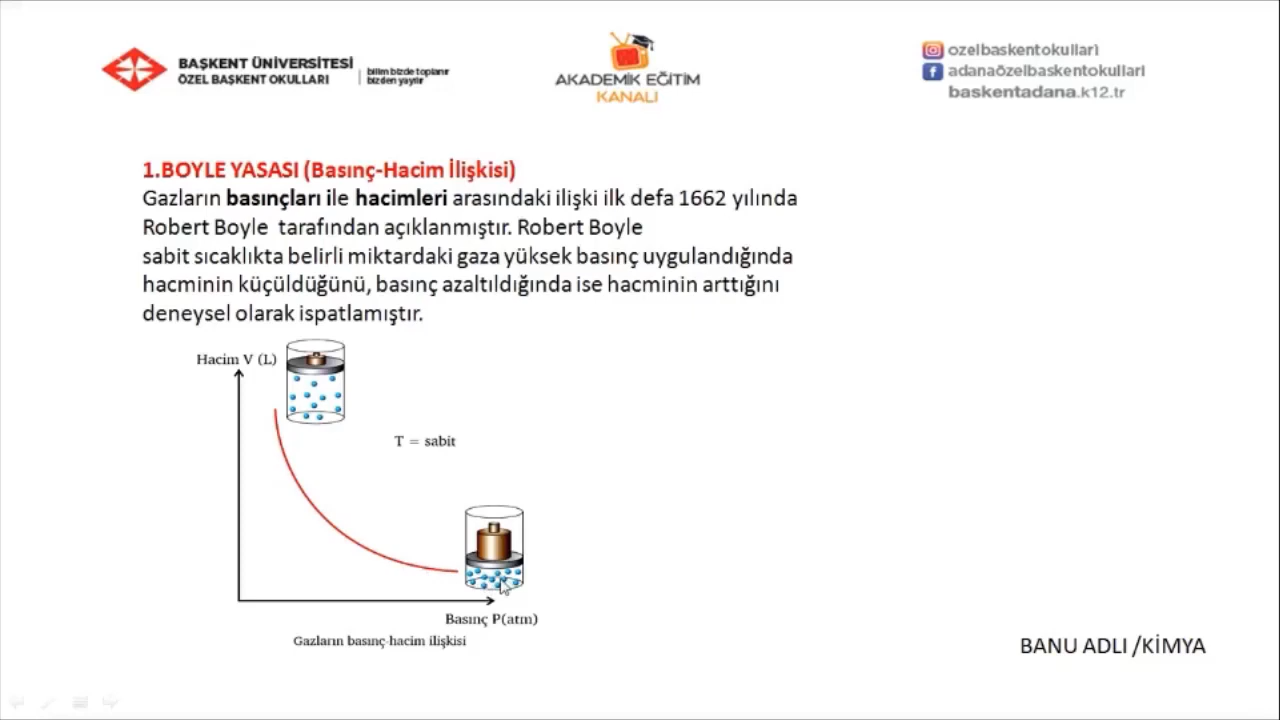 BAŞKENT ÜNİVERSİTESİ
ÖZEL BAŞKENT OKULLARI
bilim bizde toplanır
bizden yayılır
AKADEMİK EĞİTİM
KANALI
ozelbaskentokullari
adanaözelbaskentokullari
baskentadana.k12.tr
1.BOYLE YASASI (Basınç-Hacim İlişkisi)
Gazların basınçları ile hacimleri arasındaki ilişki ilk defa 1662 yılında
Robert Boyle tarafından açıklanmıştır. Robert Boyle
sabit sıcaklıkta belirli miktardaki gaza yüksek basınç uygulandığında
hacminin küçüldüğünü, basınç azaltıldığında ise hacminin arttığını
deneysel olarak ispatlamıştır.
Hacim V (L)
T = sabit
Basınç P(atm)
Gazların basınç-hacim ilişkisi
BANU ADLI /KİMYA